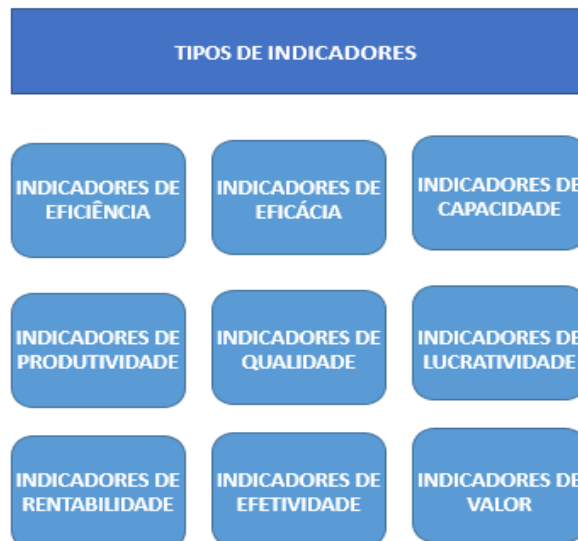 TIPOS DE INDICADORES
INDICADORES DE
EFICIÊNCIA
INDICADORES DE
EFICÁCIA
INDICADORES DE
CAPACIDADE
INDICADORES DE
PRODUTIVIDADE
INDICADORES DE
QUALIDADE
INDICADORES DE
LUCRATIVIDADE
INDICADORES DE
RENTABILIDADE
INDICADORES DE
EFETIVIDADE
INDICADORES DE
VALOR